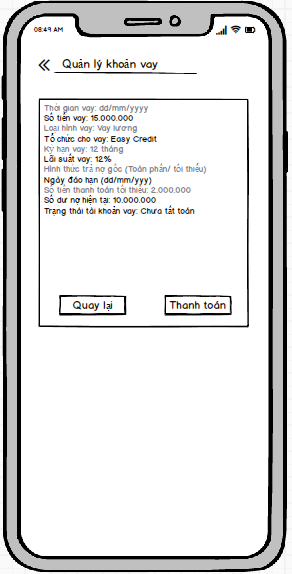 08:49 AM
Quản lý khoản vay
Thời gian vay: dd/mm/yyyy
Số tiền vay: 15.000.000
Loại hình vay: Vay lương
Tổ chức cho vay: Easy Credit
Kỳ hạn vay: 12 tháng
Lãi suất vay: 12%
Hình thức trả nợ gốc (Toàn phần/ tối thiểu)
Ngày đáo hạn (dd/mm/yyyy)
Số tiền thanh toán tối thiểu: 2.000.000
Số dư nợ hiện tại: 10.000.000
Trạng thái tài khoản vay: Chưa tất toán
Quay lại
Thanh toán